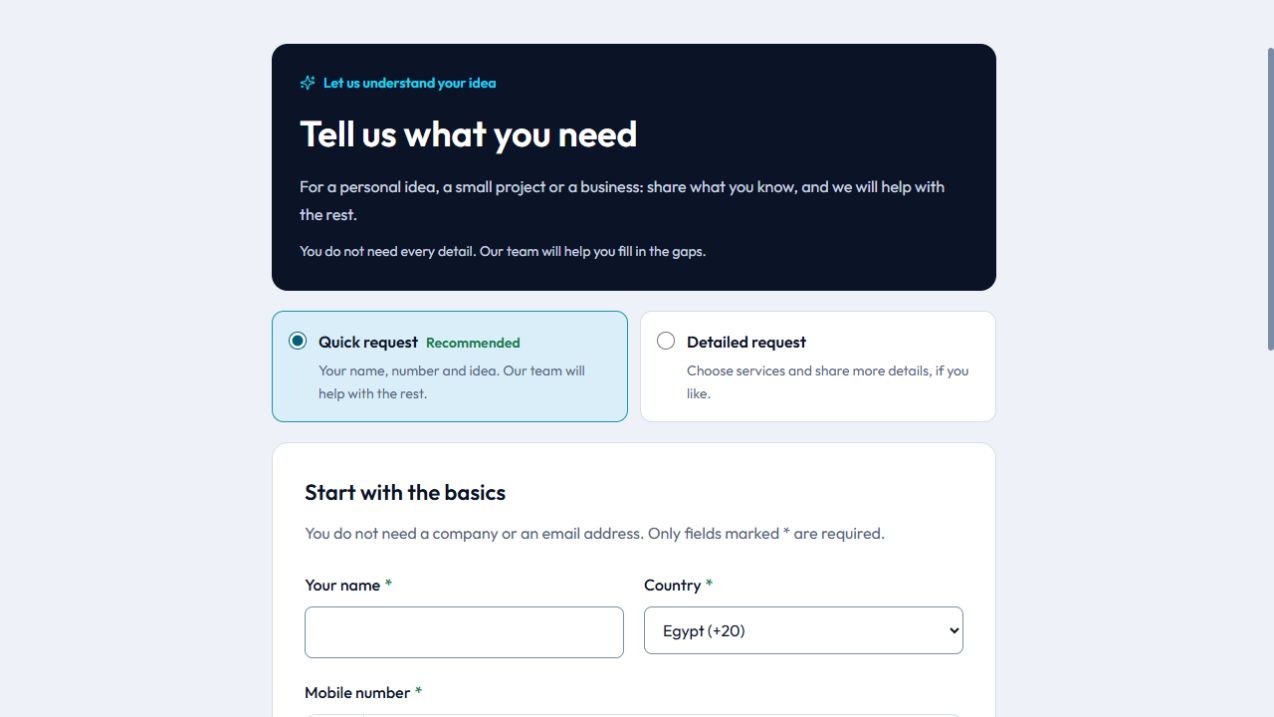 Let us understand your idea
Tell us what you need
For a personal idea, a small project or a business: share what you know, and we will help with
the rest.
You do not need every detail. Our team will help you fill in the gaps.
Quick request Recommended
Your name, number and idea. Our team will
help with the rest.
Detailed request
Choose services and share more details, if you
like.
Start with the basics
You do not need a company or an email address. Only fields marked * are required.
Your name *
Country *
Egypt (+20)
Mobile number *